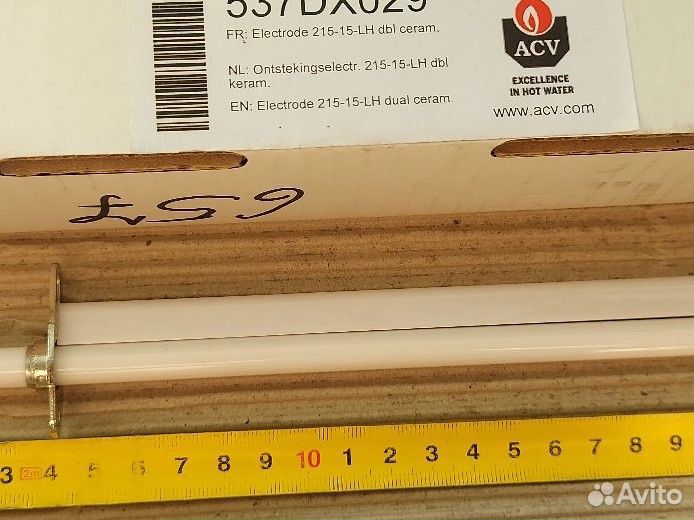 537DX029
FR: Electrode 215-15-LH dbl ceram.
NL: Ontstekingselectr. 215-15-LH dbl
keram.
EN: Electrode 215-15-LH dual ceram.
ACV
EXCELLENCE
IN HOT WATER
www.acv.com
657
3 2m 4 5 6 7 8 9 10 1 2 3 4 5 6 7 8 9
Avito